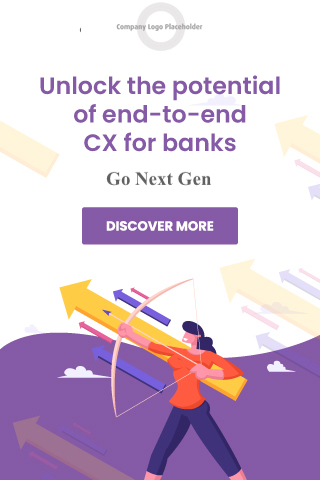 Company Logo Placeholder
Unlock the potential
of end-to-end
CX for banks
Go Next Gen
DISCOVER MORE